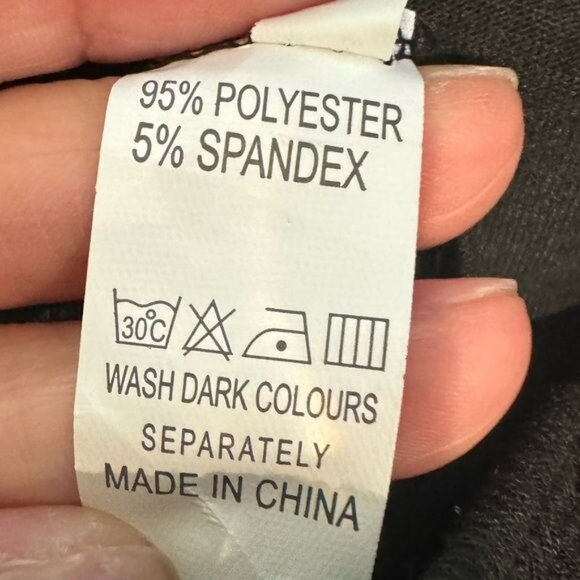 95% POLYESTER
5% SPANDEX
30°C
WASH DARK COLOURS
SEPARATELY
MADE IN CHINA